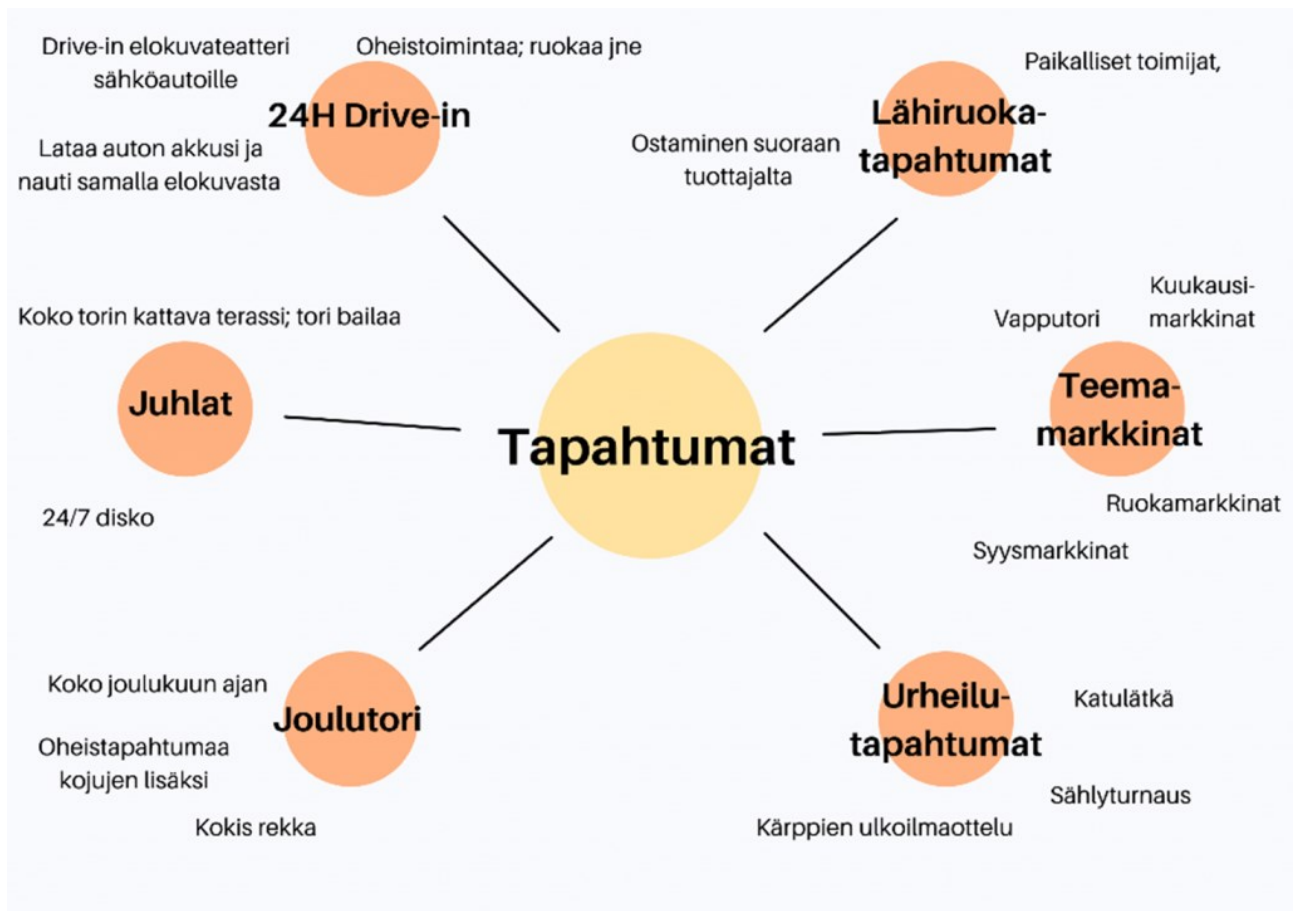 Drive-in elokuvateatteri
sähköautoille
Oheistoimintaa; ruokaa jne
24H Drive-in
Lataa auton akkusi ja
nauti samalla elokuvasta
Paikalliset toimijat,
Lähiruoka-
tapahtumat
Ostaminen suoraan
tuottajalta
Koko torin kattava terassi; tori bailaa
Juhlat
24/7 disko
Tapahtumat
Kuukausi-
markkinat
Vapputori
Teema-
markkinat
Ruokamarkkinat
Syysmarkkinat
Koko joulukuun ajan
Joulutori
Oheistapahtumaa
kojujen lisäksi
Kokis rekka
Urheilu-
tapahtumat
Katulätkä
Sählyturnaus
Kärppien ulkoilmaottelu